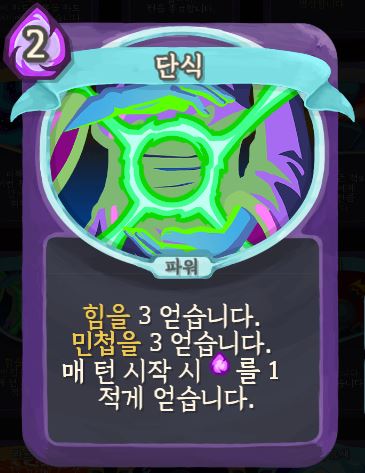 2
단식
파워
힘을 3 얻습니다.
민첩을 3 얻습니다.
매 턴 시작 시 를 1
적게 얻습니다.